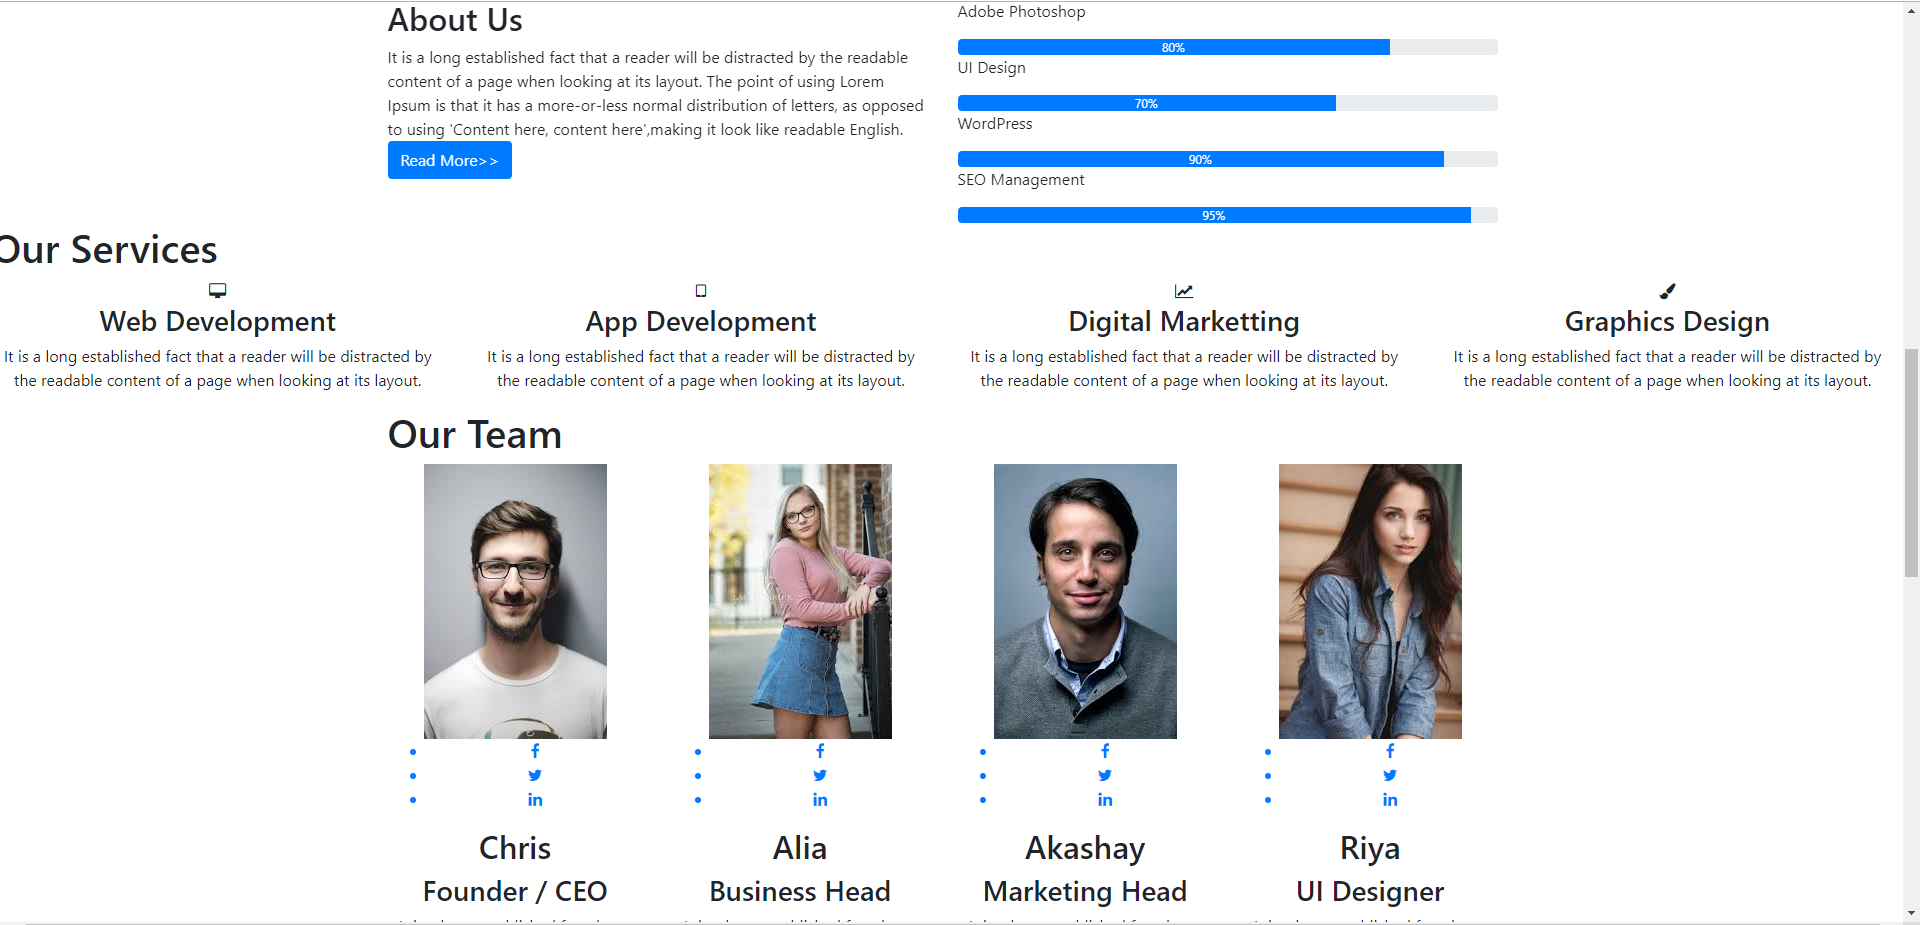 About Us
It is a long established fact that a reader will be distracted by the readable
content of a page when looking at its layout. The point of using Lorem
Ipsum is that it has a more-or-less normal distribution of letters, as opposed
to using 'Content here, content here',making it look like readable English.
Read More>>
Adobe Photoshop
80%
UI Design
70%
WordPress
90%
SEO Management
95%
Our Services
Web Development
It is a long established fact that a reader will be distracted by
the readable content of a page when looking at its layout.
App Development
It is a long established fact that a reader will be distracted by
the readable content of a page when looking at its layout.
Digital Marketting
It is a long established fact that a reader will be distracted by
the readable content of a page when looking at its layout.
Graphics Design
It is a long established fact that a reader will be distracted by
the readable content of a page when looking at its layout.
Our Team
Chris
Founder / CEO
Alia
Business Head
Akashay
Marketing Head
Riya
UI Designer